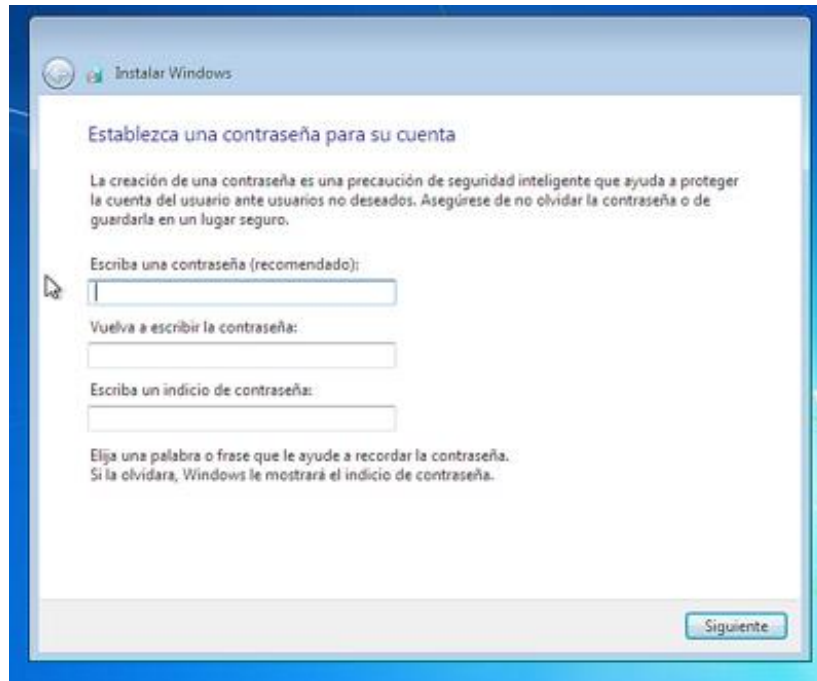 Instalar Windows
Establezca una contraseña para su cuenta
La creación de una contraseña es una precaución de seguridad inteligente que ayuda a proteger
la cuenta del usuario ante usuarios no deseados. Asegúrese de no olvidar la contraseña o de
guardarla en un lugar seguro.
Escriba una contraseña (recomendado):
Vuelva a escribir la contraseña:
Escriba un indicio de contraseña:
Elija una palabra o frase que le ayude a recordar la contraseña.
Si la olvidara, Windows le mostrará el indicio de contraseña.
Siguiente